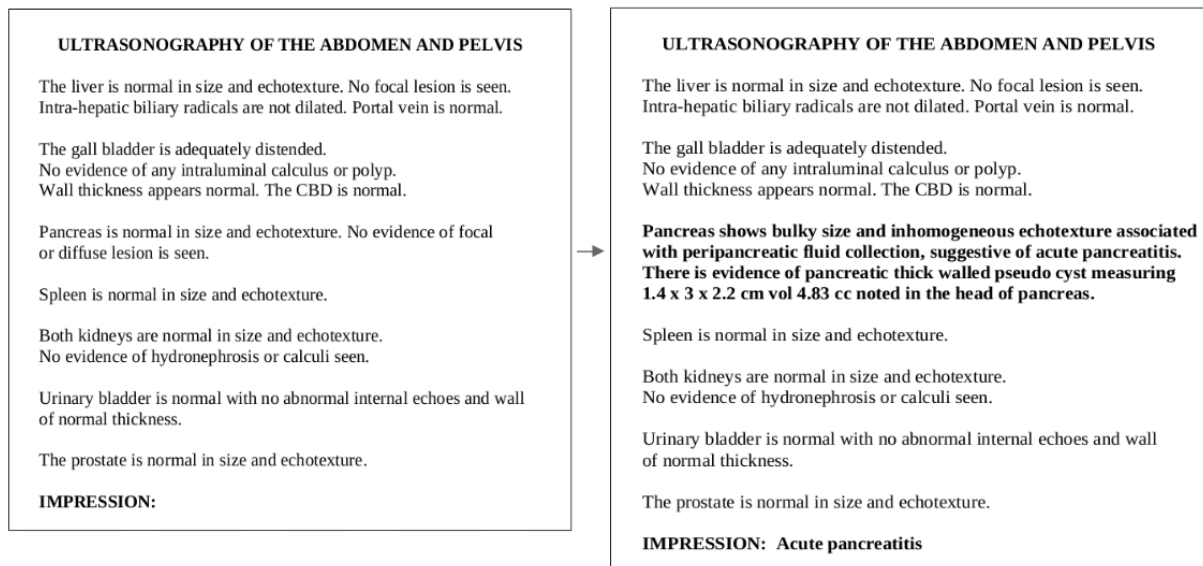 ULTRASONOGRAPHY OF THE ABDOMEN AND PELVIS
The liver is normal in size and echotexture. No focal lesion is seen.
Intra-hepatic biliary radicals are not dilated. Portal vein is normal.
The gall bladder is adequately distended.
No evidence of any intraluminal calculus or polyp.
Wall thickness appears normal. The CBD is normal.
Pancreas is normal in size and echotexture. No evidence of focal
or diffuse lesion is seen.
Spleen is normal in size and echotexture.
Both kidneys are normal in size and echotexture.
No evidence of hydronephrosis or calculi seen.
Urinary bladder is normal with no abnormal internal echoes and wall
of normal thickness.
The prostate is normal in size and echotexture.
IMPRESSION:
ULTRASONOGRAPHY OF THE ABDOMEN AND PELVIS
The liver is normal in size and echotexture. No focal lesion is seen.
Intra-hepatic biliary radicals are not dilated. Portal vein is normal.
The gall bladder is adequately distended.
No evidence of any intraluminal calculus or polyp.
Wall thickness appears normal. The CBD is normal.
Pancreas shows bulky size and inhomogeneous echotexture associated
with peripancreatic fluid collection, suggestive of acute pancreatitis.
There is evidence of pancreatic thick walled pseudo cyst measuring
1.4 x 3 x 2.2 cm vol 4.83 cc noted in the head of pancreas.
Spleen is normal in size and echotexture.
Both kidneys are normal in size and echotexture.
No evidence of hydronephrosis or calculi seen.
Urinary bladder is normal with no abnormal internal echoes and wall
of normal thickness.
The prostate is normal in size and echotexture.
IMPRESSION: Acute pancreatitis